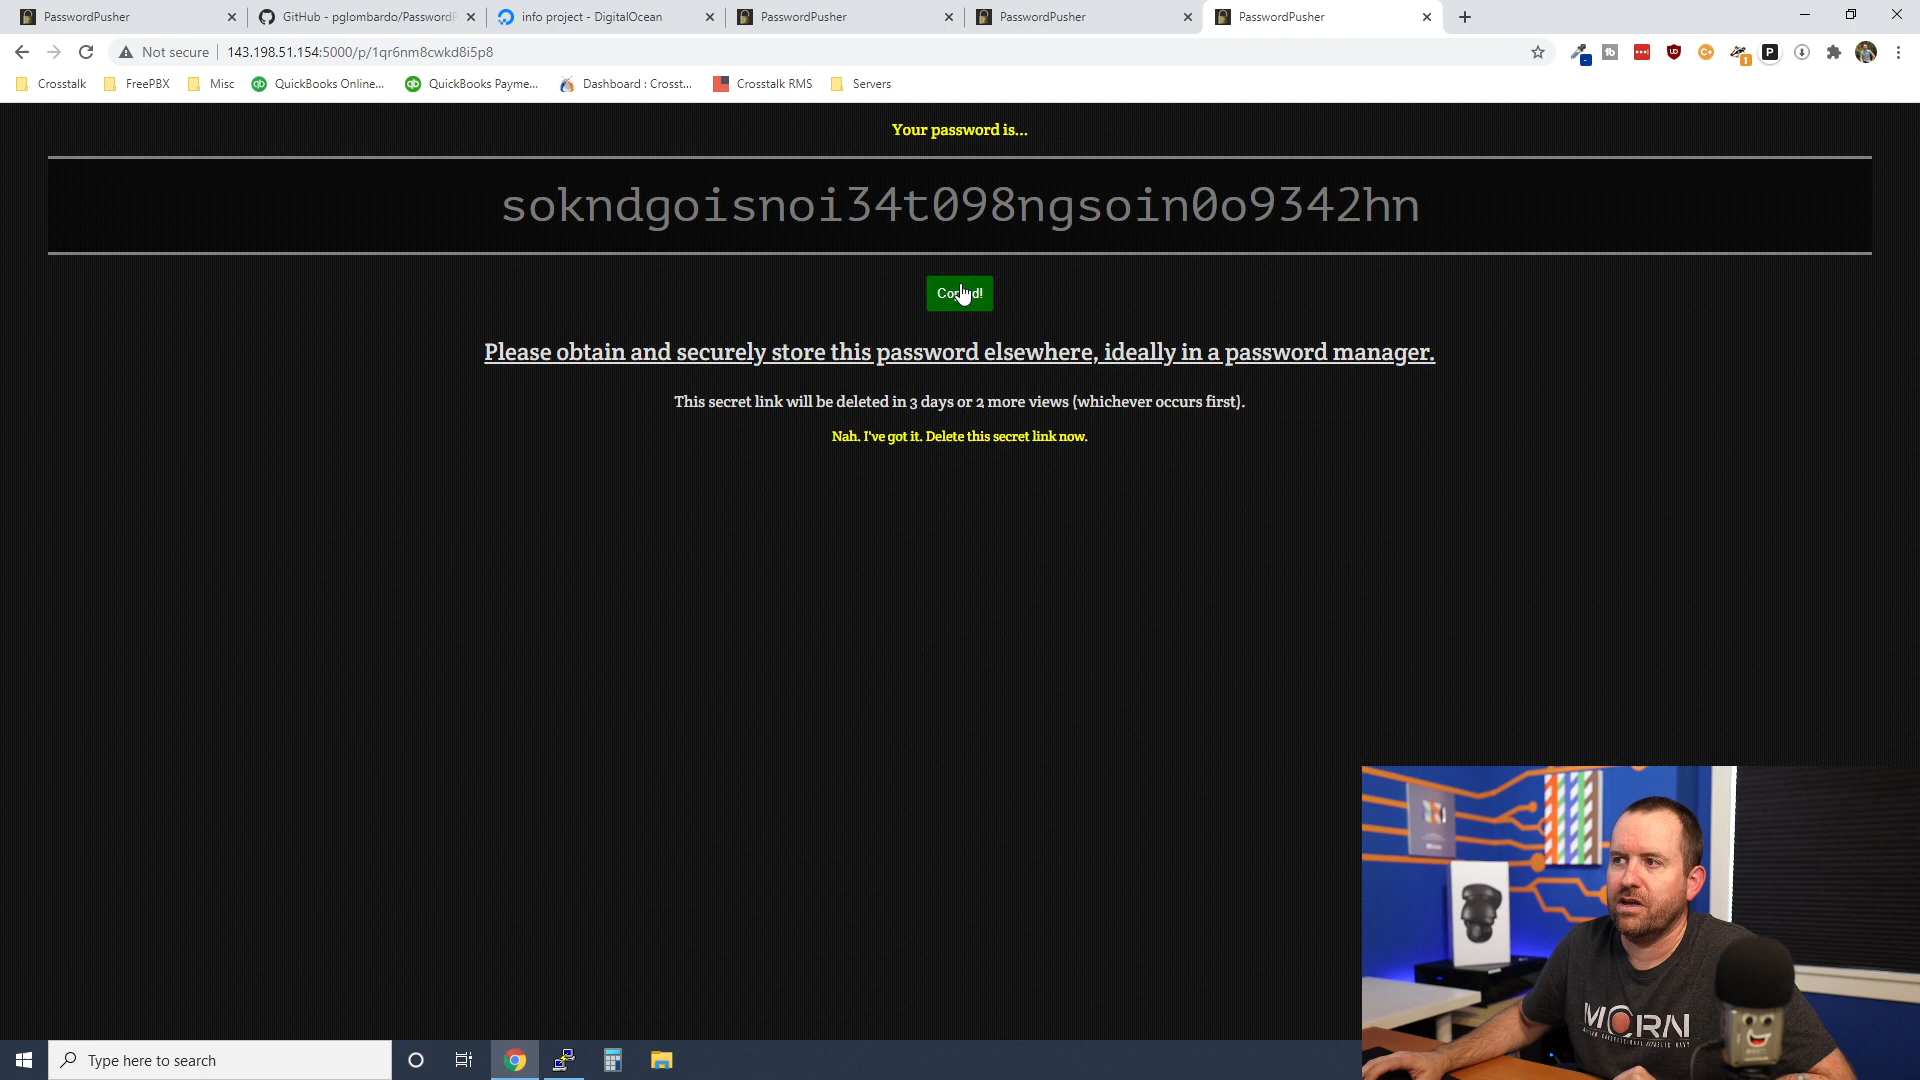 PasswordPusher
GitHub - pglombardo/PasswordP
info project - DigitalOcean
PasswordPusher
PasswordPusher
PasswordPusher
Not secure
143.198.51.154:5000/p/1qr6nm8cwkd8i5p8
Crosstalk
FreePBX
Misc
QuickBooks Online...
QuickBooks Payme...
Dashboard : Crosst...
Crosstalk RMS
Servers
Your password is...
sokndgoisnoi34t098ngsoin0o9342hn
Please obtain and securely store this password elsewhere, ideally in a password manager.
This secret link will be deleted in 3 days or 2 more views (whichever occurs first).
Nah. I've got it. Delete this secret link now.
Type here to search